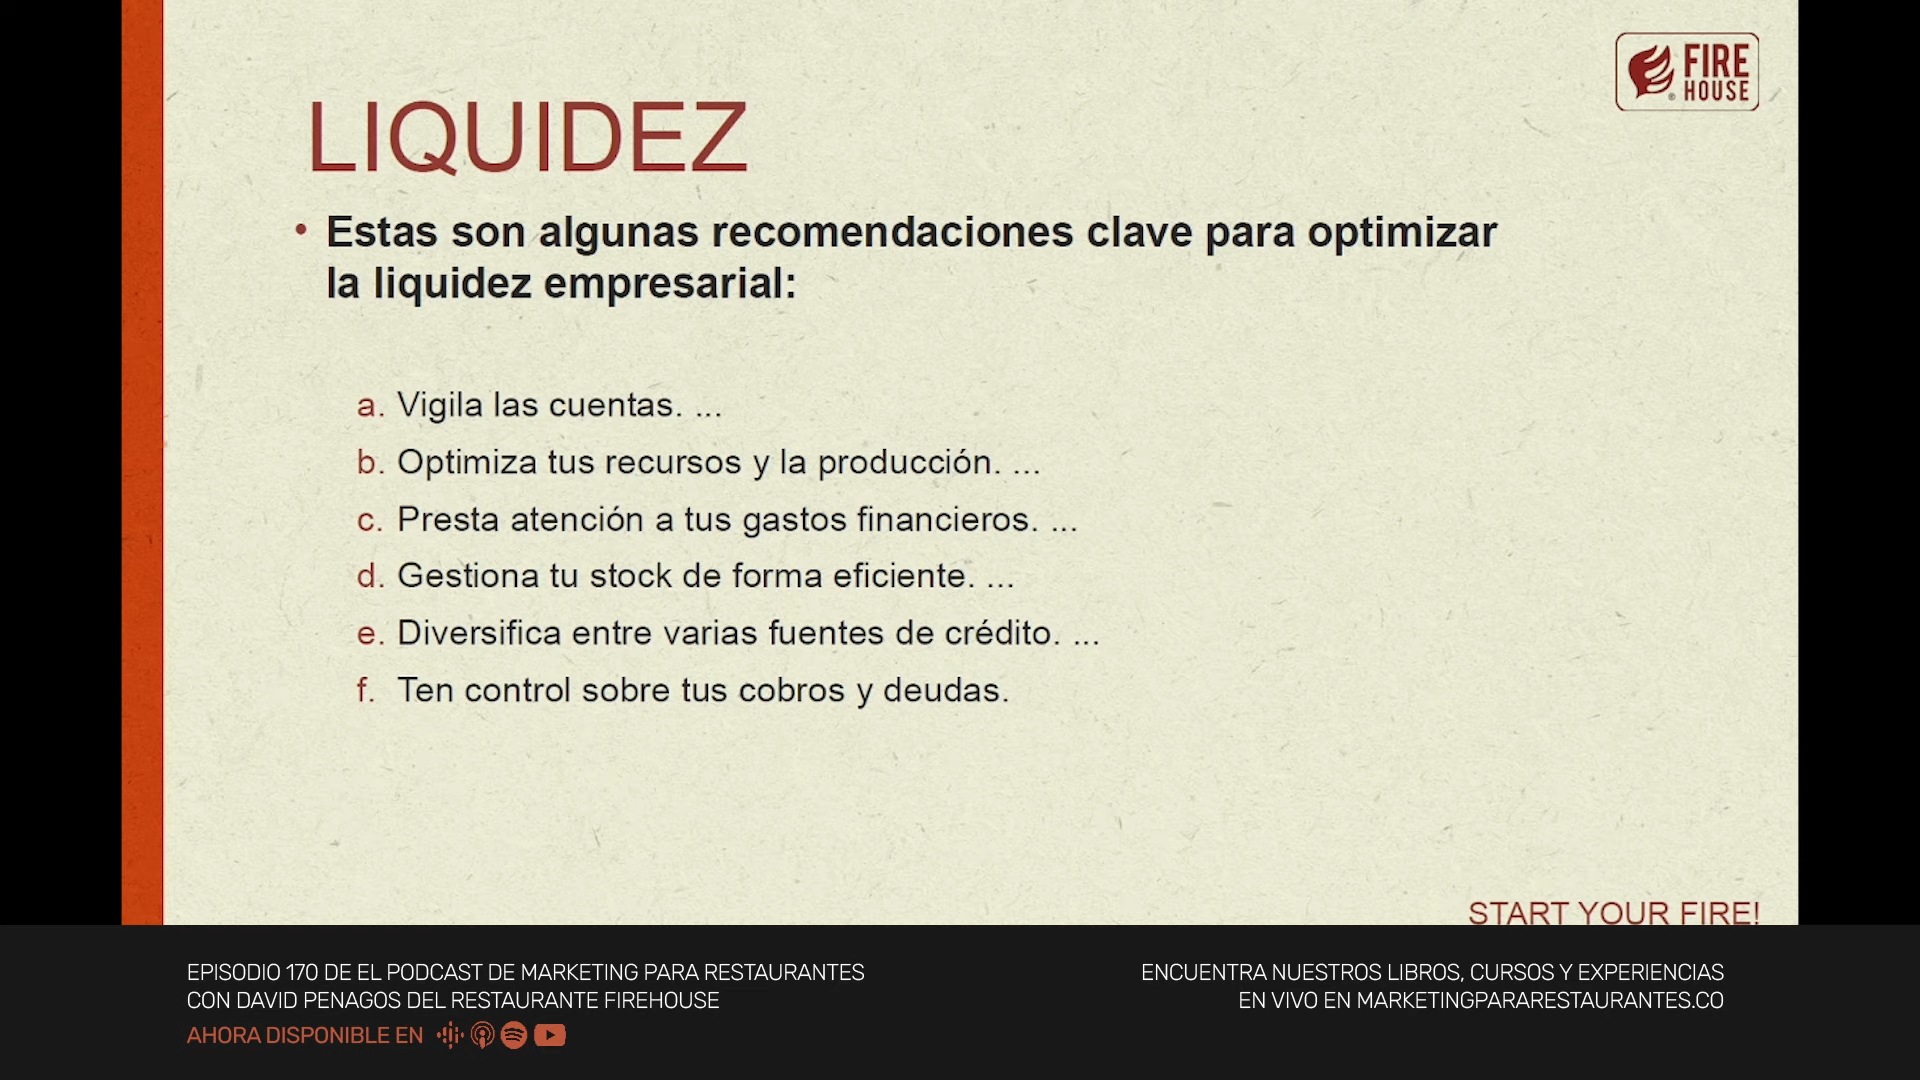 FIRE
HOUSE
LIQUIDEZ
• Estas son algunas recomendaciones clave para optimizar
la liquidez empresarial:
a. Vigila las cuentas. ...
b. Optimiza tus recursos y la producción. ...
c. Presta atención a tus gastos financieros. ...
d. Gestiona tu stock de forma eficiente. ...
e. Diversifica entre varias fuentes de crédito. ...
f. Ten control sobre tus cobros y deudas.
START YOUR FIRE!
EPISODIO 170 DE EL PODCAST DE MARKETING PARA RESTAURANTES
CON DAVID PENAGOS DEL RESTAURANTE FIREHOUSE
AHORA DISPONIBLE EN
ENCUENTRA NUESTROS LIBROS, CURSOS Y EXPERIENCIAS
EN VIVO EN MARKETINGPARARESTAURANTES.CO